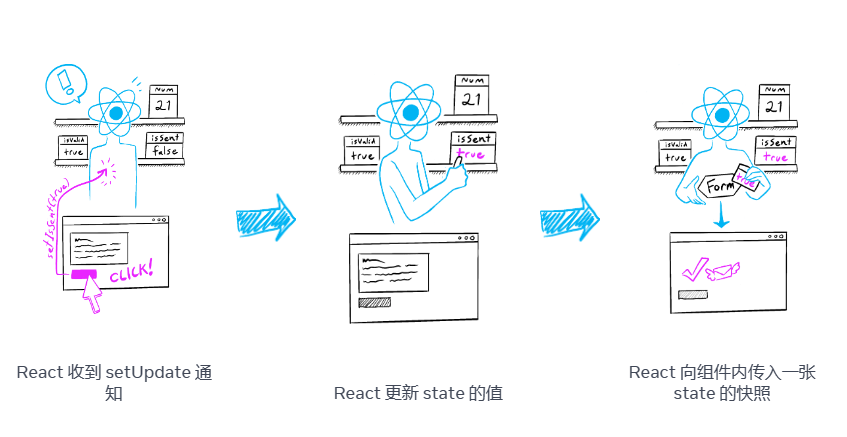 !
Num
21
isValid
true
isSent
false
setIsSent(true)
CLICK!
React 收到 setUpdate 通
知
Num
21
isValid
true
isSent
true
React 更新 state 的值
Num
21
isValid
true
isSent
true
Form
true
React 向组件内传入一张
state 的快照